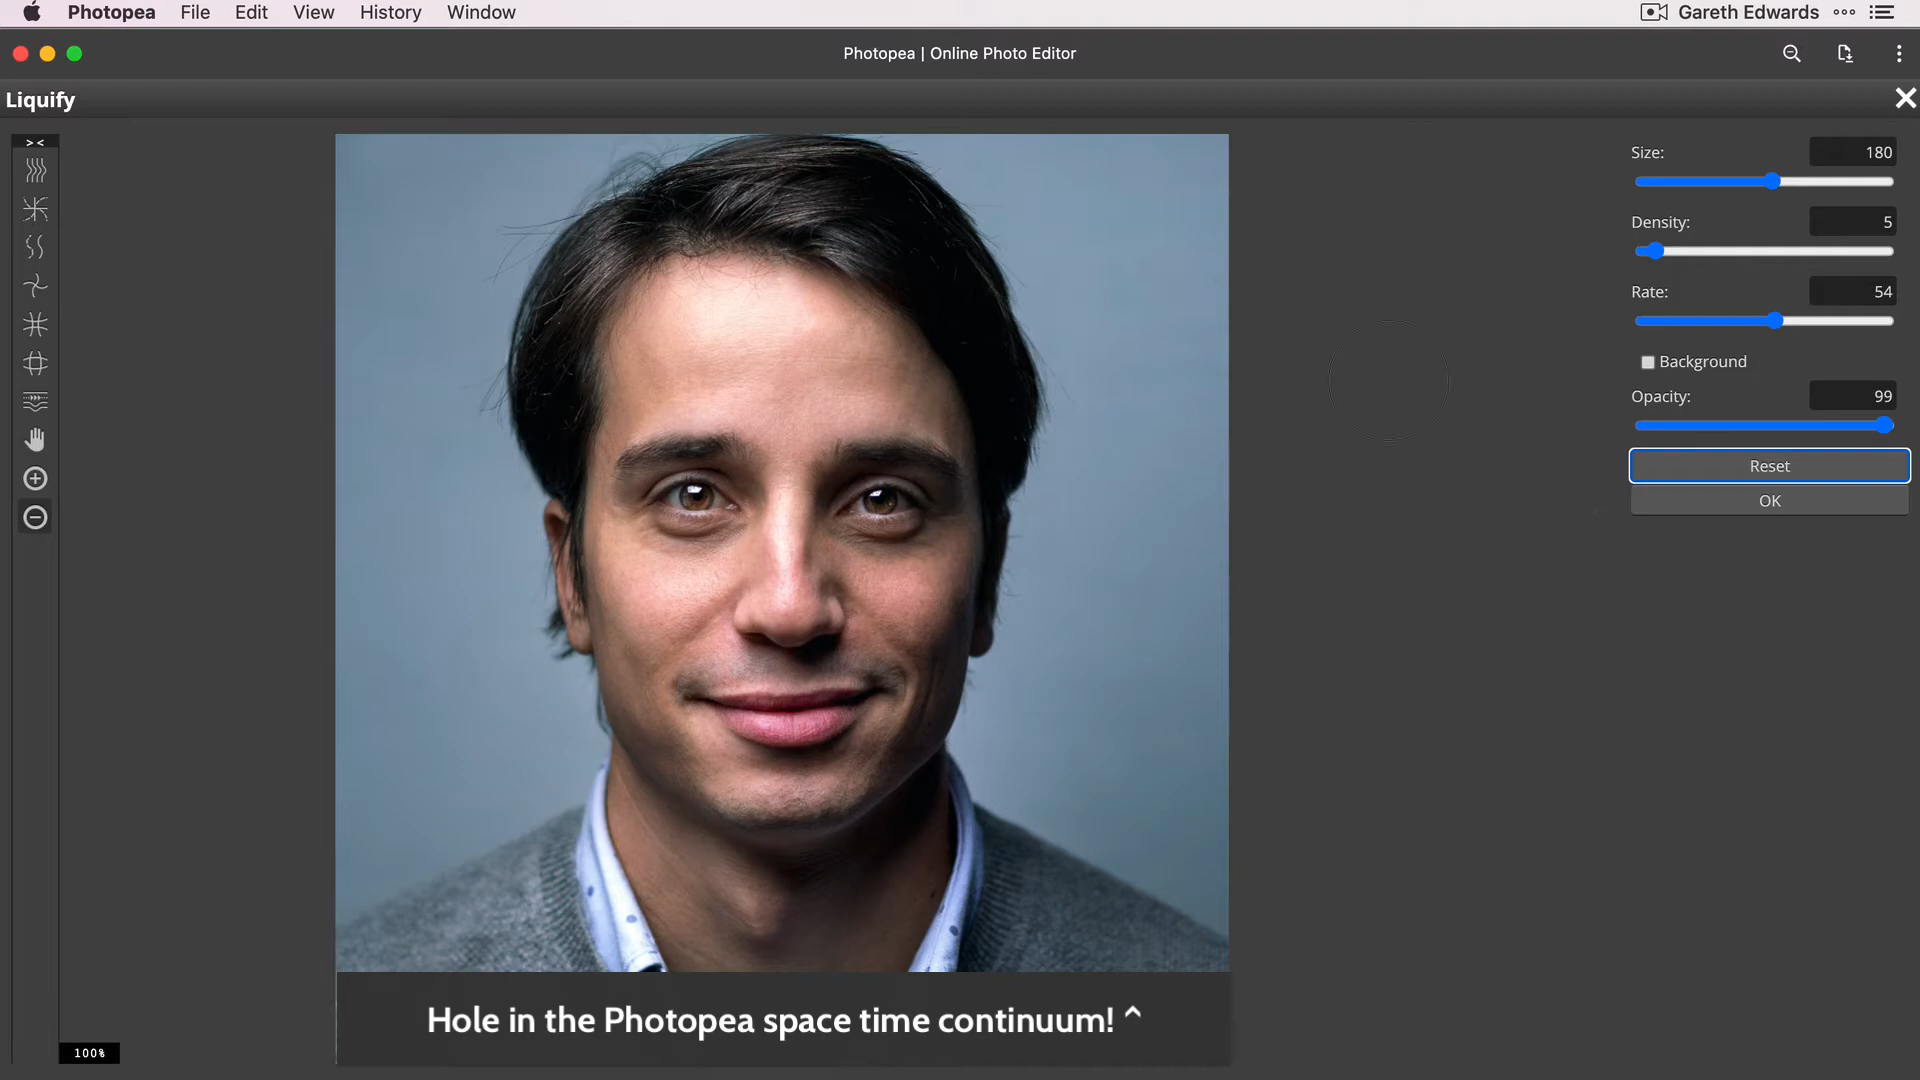 Photopea File Edit View History Window Gareth Edwards
Photopea | Online Photo Editor
Liquify
> <
Size: 180
Density: 5
Rate: 54
Background
Opacity: 99
Reset
OK
Hole in the Photopea space time continuum! ^
100%